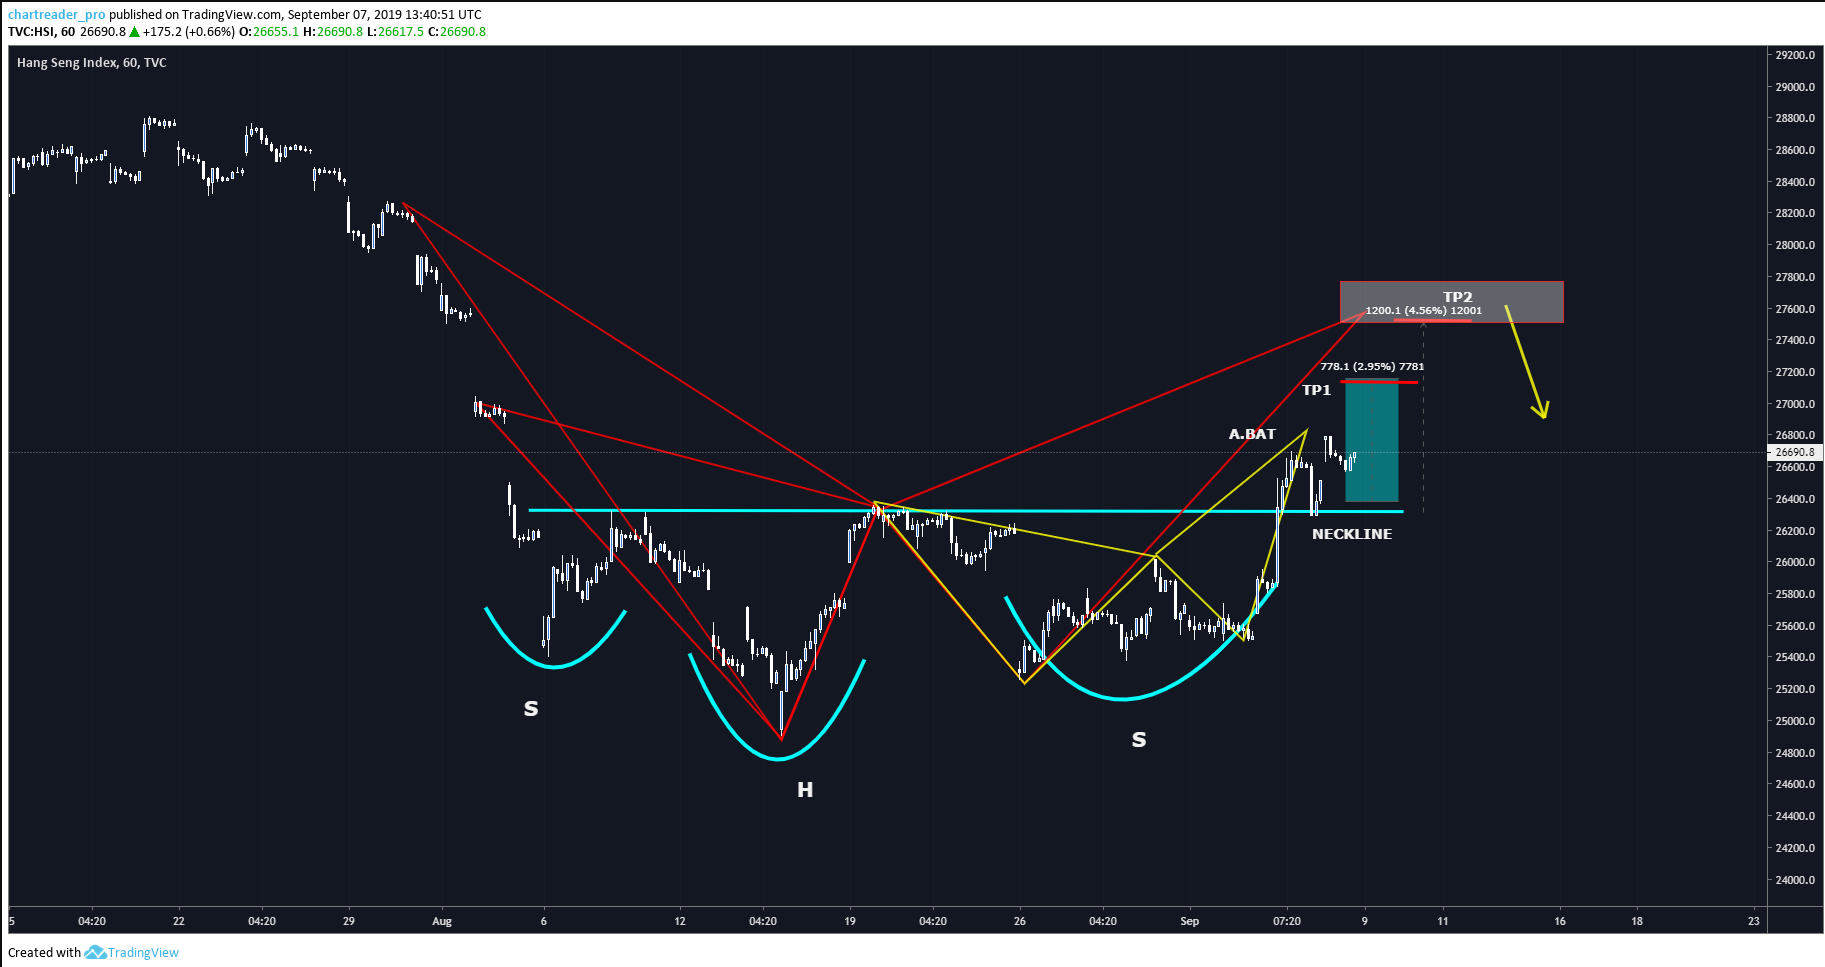 chartreader_pro published on TradingView.com, September 07, 2019 13:40:51 UTC
TVC:HSI, 60 26690.8 ▲ +175.2 (+0.66%) O:26655.1 H:26690.8 L:26617.5 C:26690.8
Hang Seng Index, 60, TVC
29200.0
29000.0
28800.0
28600.0
28400.0
28200.0
28000.0
27800.0
TP2
1200.1 (4.56%) 12001
27600.0
27400.0
778.1 (2.95%) 7781
27200.0
TP1
27000.0
A.BAT
26800.0
26690.8
26600.0
26400.0
NECKLINE
26200.0
26000.0
25800.0
25600.0
25400.0
25200.0
S
25000.0
S
24800.0
H
24600.0
24400.0
24200.0
24000.0
5 04:20 22 04:20 29 Aug 6 12 04:20 19 04:20 26 04:20 Sep 07:20 9 11 16 18 23
Created with TradingView